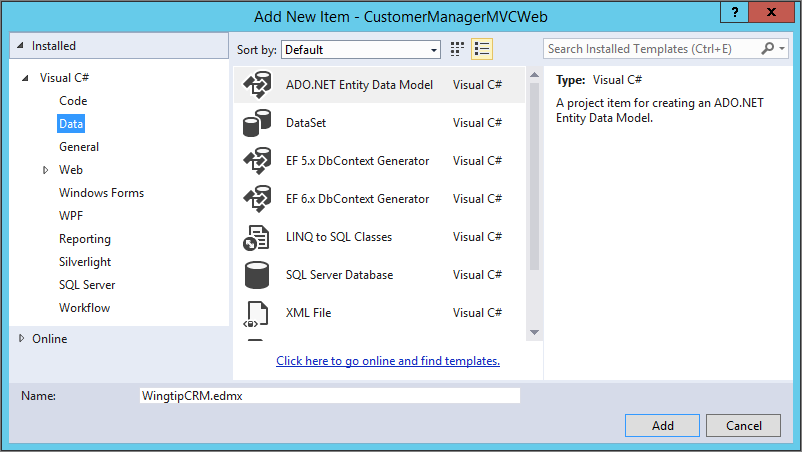 Add New Item - CustomerManagerMVCWeb
?
X
Installed
Sort by: Default
Search Installed Templates (Ctrl+E)
Visual C#
Code
Data
General
Web
Windows Forms
WPF
Reporting
Silverlight
SQL Server
Workflow
Online
ADO.NET Entity Data Model Visual C#
DataSet Visual C#
EF 5.x DbContext Generator Visual C#
EF 6.x DbContext Generator Visual C#
LINQ to SQL Classes Visual C#
SQL Server Database Visual C#
XML File Visual C#
Click here to go online and find templates.
Type: Visual C#
A project item for creating an ADO.NET
Entity Data Model.
Name: WingtipCRM.edmx
Add Cancel